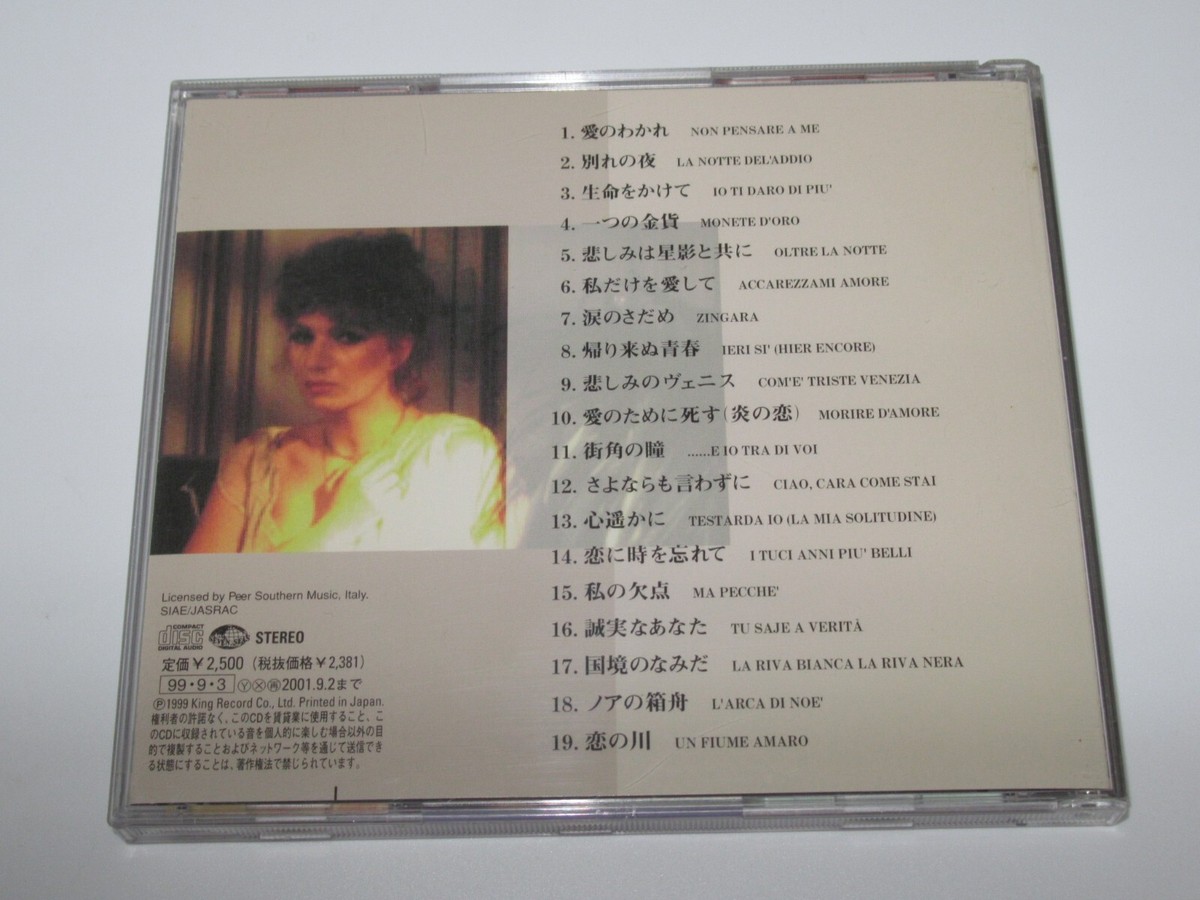 1. 愛のわかれ NON PENSARE A ME
2. 別れの夜 LA NOTTE DEL'ADDIO
3. 生命をかけて IO TI DARO DI PIU'
4. 一つの金貨 MONETE D'ORO
5. 悲しみは星影と共に OLTRE LA NOTTE
6. 私だけを愛して ACCAREZZAMI AMORE
7. 涙のさだめ ZINGARA
8. 帰り来ぬ青春 IERI SI' (HIER ENCORE)
9. 悲しみのヴェニス COM'E' TRISTE VENEZIA
10. 愛のために死す(炎の恋) MORIRE D'AMORE
11. 街角の瞳 ......E IO TRA DI VOI
12. さよならも言わずに CIAO, CARA COME STAI
13. 心遥かに TESTARDA IO (LA MIA SOLITUDINE)
14. 恋に時を忘れて I TUCI ANNI PIU' BELLI
15. 私の欠点 MA PECCHE'
16. 誠実なあなた TU SAJE A VERITÀ
17. 国境のなみだ LA RIVA BIANCA LA RIVA NERA
18. ノアの箱舟 L'ARCA DI NOE'
19. 恋の川 UN FIUME AMARO
Licensed by Peer Southern Music, Italy.
SIAE/JASRAC
COMPACT disc DIGITAL AUDIO STEREO
定価¥2,500(税抜価格¥2,381)
99・9・3 Ⓨ Ⓧ 再 2001.9.2まで
Ⓟ1999 King Record Co., Ltd. Printed in Japan.
権利者の許諾なく、このCDを賃貸業に使用すること、こ
のCDに収録されている音を個人的に楽しむ場合以外の目
的で複製することおよびネットワーク等を通じて送信でき
る状態にすることは、著作権法で禁じられています。